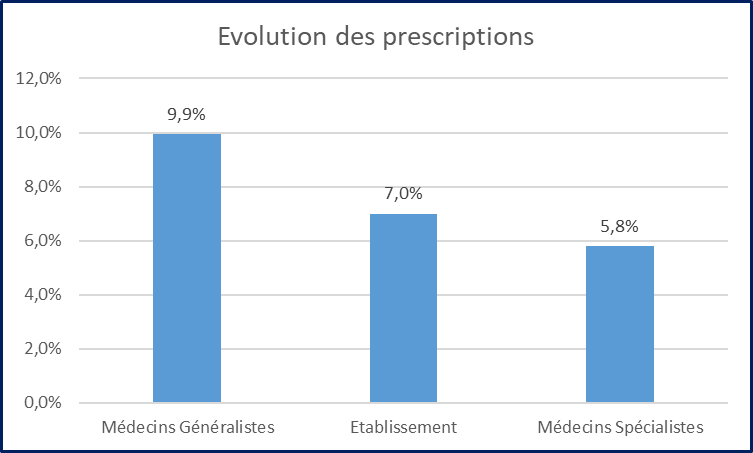 Evolution des prescriptions
12,0%
10,0%
8,0%
6,0%
4,0%
2,0%
0,0%
9,9%
7,0%
5,8%
Médecins Généralistes
Etablissement
Médecins Spécialistes